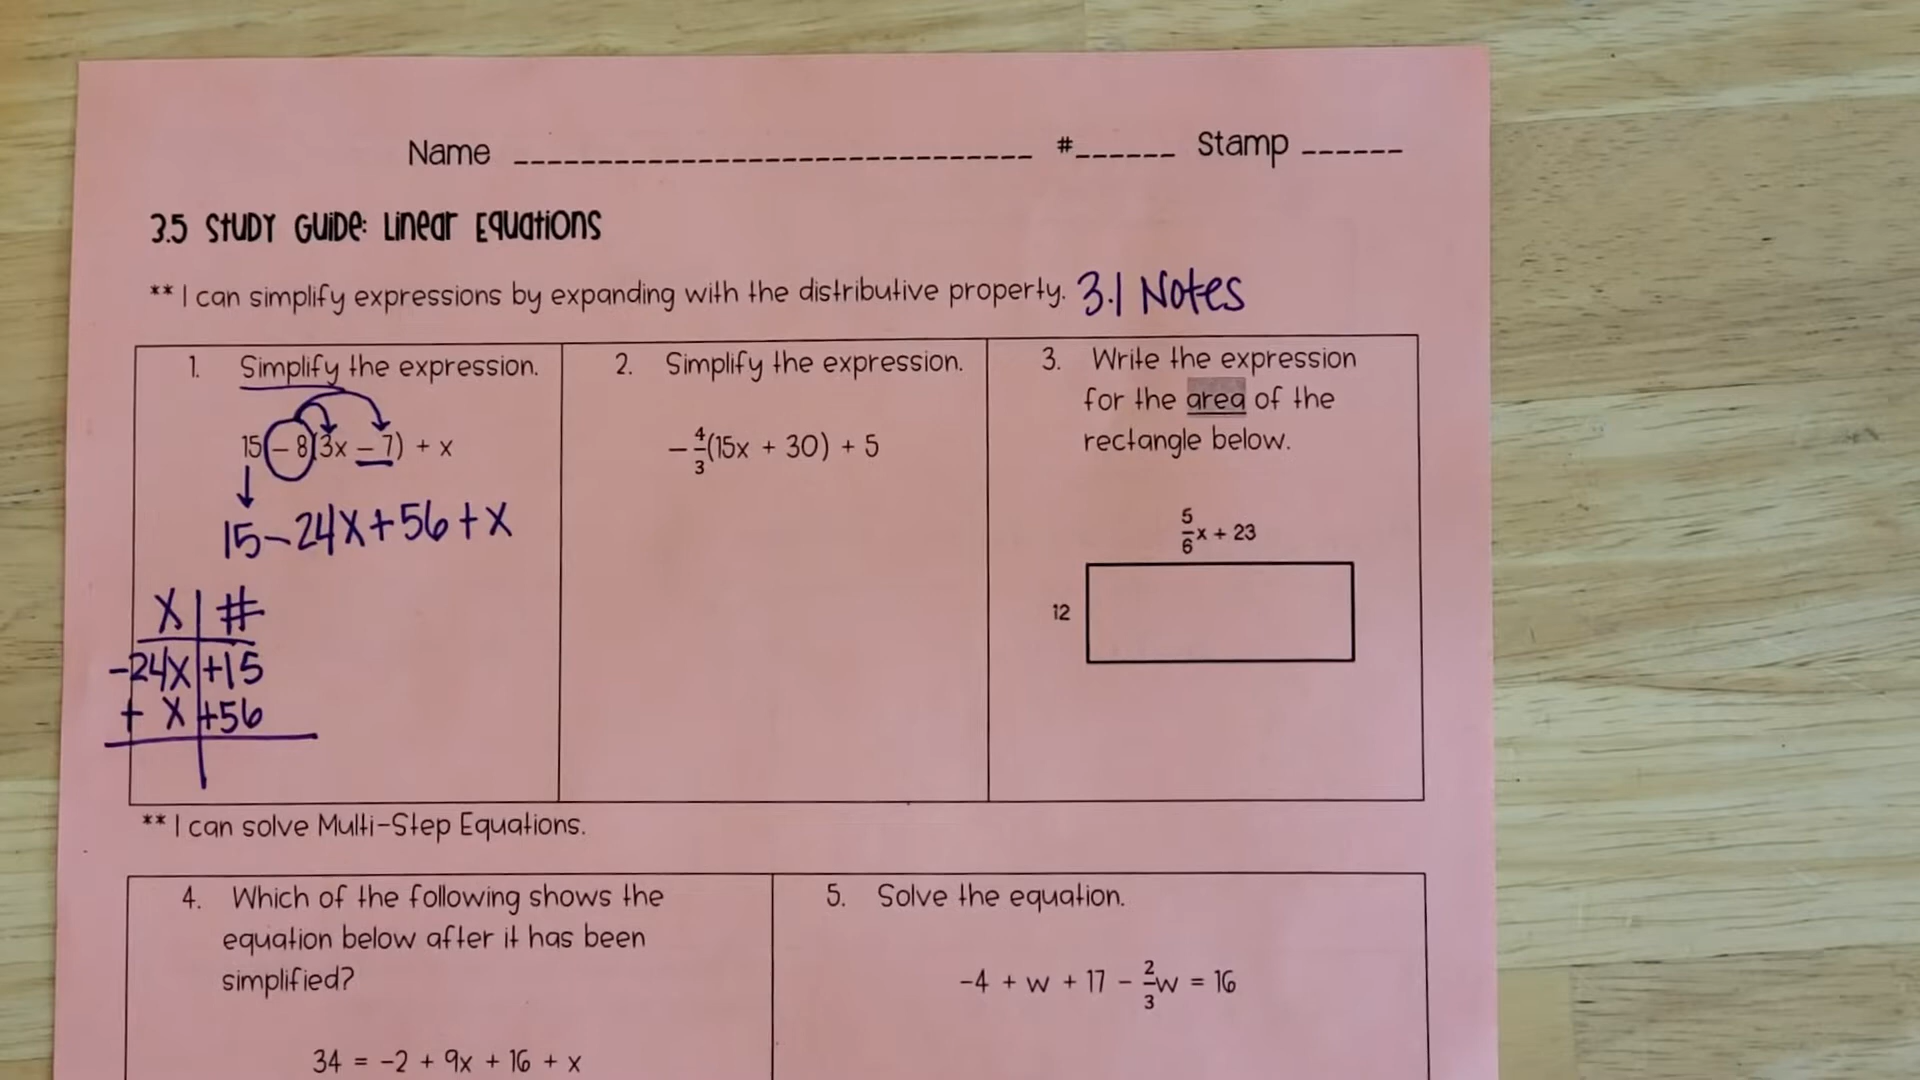 Name ______________________________ #______ Stamp ______
3.5 Study Guide: Linear Equations
** I can simplify expressions by expanding with the distributive property. 3.1 Notes
1. Simplify the expression.
15 – 8(3x – 7) + x
15 – 24x + 56 + x
x | #
-24x | +15
+ x | +56
2. Simplify the expression.
– 4/3(15x + 30) + 5
3. Write the expression
for the area of the
rectangle below.
5/6x + 23
12
** I can solve Multi-Step Equations.
4. Which of the following shows the
equation below after it has been
simplified?
34 = -2 + 9x + 16 + x
5. Solve the equation.
-4 + w + 17 - 2/3w = 16